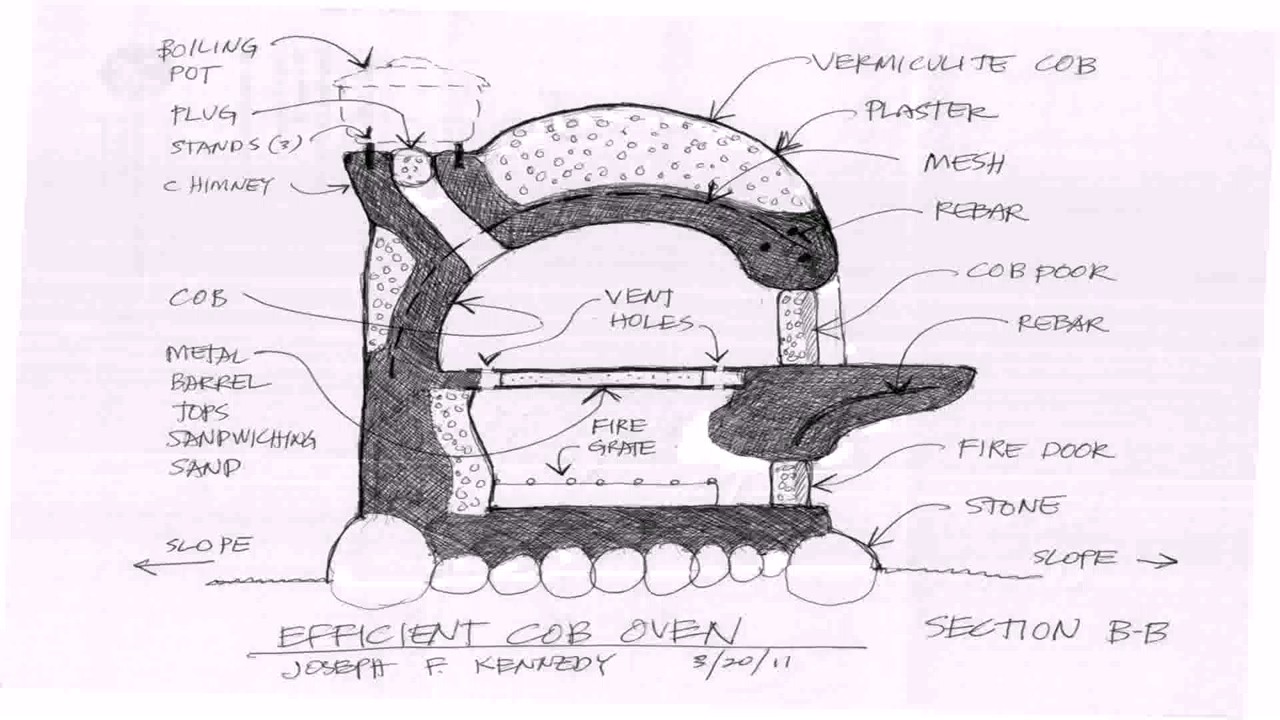 BOILING
POT
PLUG
STANDS (3)
CHIMNEY
COB
METAL
BARREL
TOPS
SANDWICHING
SAND
SLOPE
VERMICULITE COB
PLASTER
MESH
REBAR
COB DOOR
REBAR
FIRE DOOR
STONE
SLOPE
VENT
HOLES
FIRE
GRATE
EFFICIENT COB OVEN
JOSEPH F. KENNEDY 3/20/11
SECTION B-B